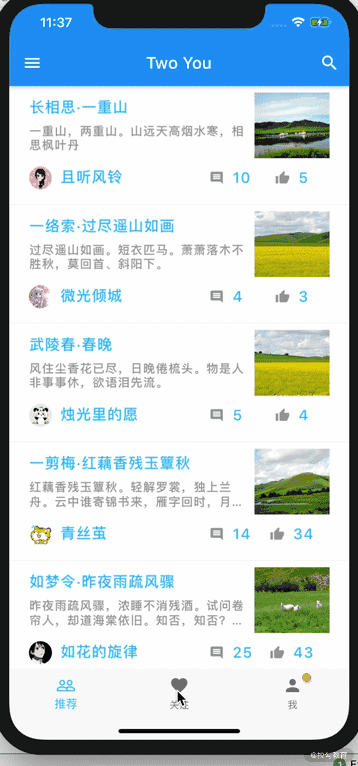 11:37
Two You
长相思·一重山
一重山，两重山。山远天高烟水寒，相
思枫叶丹
且听风铃 10 5
一络索·过尽遥山如画
过尽遥山如画。短衣匹马。萧萧落木不
胜秋，莫回首、斜阳下。
微光倾城 4 3
武陵春·春晚
风住尘香花已尽，日晚倦梳头。物是人
非事事休，欲语泪先流。
烛光里的愿 5 4
一剪梅·红藕香残玉簟秋
红藕香残玉簟秋。轻解罗裳，独上兰
舟。云中谁寄锦书来，雁字回时，月...
青丝茧 14 34
如梦令·昨夜雨疏风骤
昨夜雨疏风骤，浓睡不消残酒。试问卷
帘人，却道海棠依旧。知否，知否？...
如花的旋律 25 43
推荐 关注 我
@拉勾教育
1